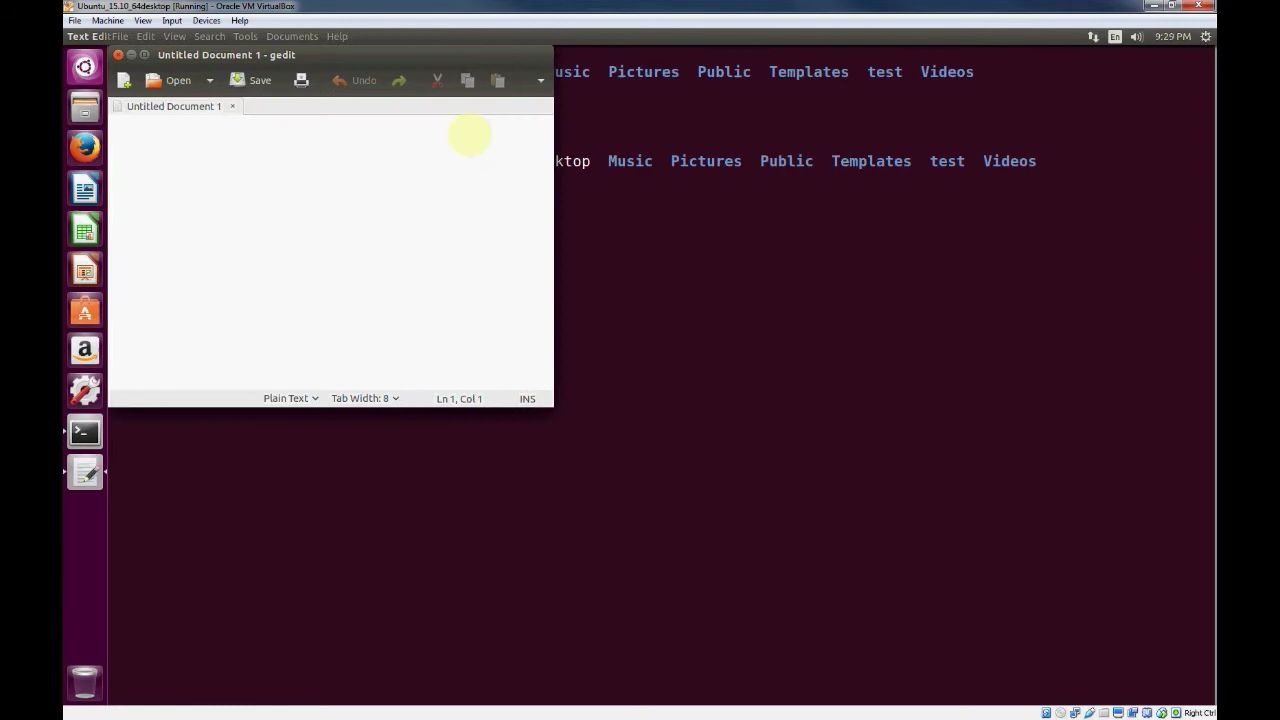 Ubuntu_15.10_64desktop [Running] - Oracle VM VirtualBox
File Machine View Input Devices Help
Text Edit File Edit View Search Tools Documents Help En 9:29 PM
Untitled Document 1 - gedit
Open Save Undo
Untitled Document 1 ×
Plain Text Tab Width: 8 Ln 1, Col 1 INS
usic Pictures Public Templates test Videos
ktop Music Pictures Public Templates test Videos
Right Ctrl